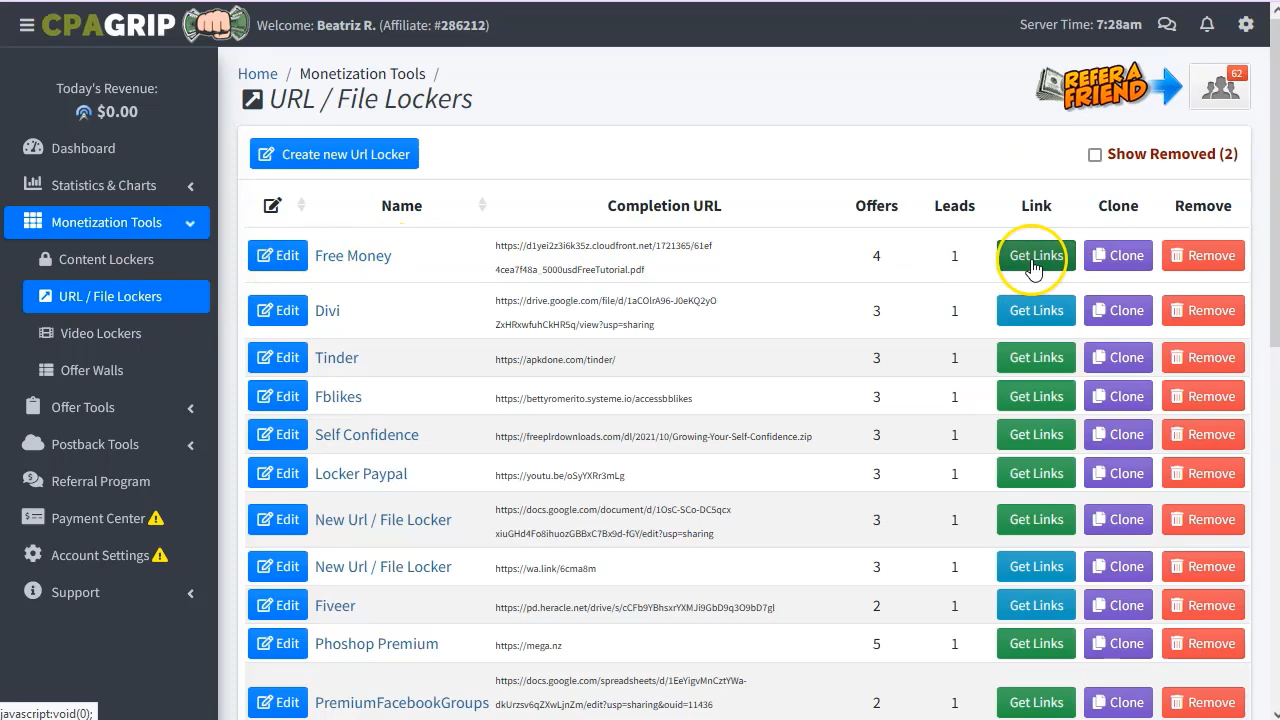 CPAGRIP
Welcome: Beatriz R. (Affiliate: #286212)
Server Time: 7:28am
Today's Revenue:
$0.00
Dashboard
Statistics & Charts
Monetization Tools
Content Lockers
URL / File Lockers
Video Lockers
Offer Walls
Offer Tools
Postback Tools
Referral Program
Payment Center
Account Settings
Support
Home / Monetization Tools /
URL / File Lockers
REFER A
FRIEND
62
Create new Url Locker
Show Removed (2)
Name Completion URL Offers Leads Link Clone Remove
Edit Free Money https://d1yei2z3i6k35z.cloudfront.net/1721365/61ef
4cea7f48a_5000usdFreeTutorial.pdf 4 1 Get Links Clone Remove
Edit Divi https://drive.google.com/file/d/1aCOlrA96-J0eKQ2yO
ZxHRxwfuhCkHR5q/view?usp=sharing 3 1 Get Links Clone Remove
Edit Tinder https://apkdone.com/tinder/ 3 1 Get Links Clone Remove
Edit Fblikes https://bettyromerito.systeme.io/accessbblikes 3 1 Get Links Clone Remove
Edit Self Confidence https://freeplrdownloads.com/dl/2021/10/Growing-Your-Self-Confidence.zip 3 1 Get Links Clone Remove
Edit Locker Paypal https://youtu.be/oSyYXRr3mLg 3 1 Get Links Clone Remove
Edit New Url / File Locker https://docs.google.com/document/d/1OsC-SCo-DC5qcx
xiuGHd4Fo8ihuozGBBxC7Bx9d-fGY/edit?usp=sharing 3 1 Get Links Clone Remove
Edit New Url / File Locker https://wa.link/6cma8m 3 1 Get Links Clone Remove
Edit Fiveer https://pd.heracle.net/drive/s/cCFb9YBhsxrYXMJi9GbD9q3O9bD7gl 2 1 Get Links Clone Remove
Edit Phoshop Premium https://mega.nz 5 1 Get Links Clone Remove
Edit PremiumFacebookGroups https://docs.google.com/spreadsheets/d/1EeYigvMnCztYWa-
dkUrzsv6qZXwLjnZm/edit?usp=sharing&ouid=11436 2 1 Get Links Clone Remove
javascript:void(0);